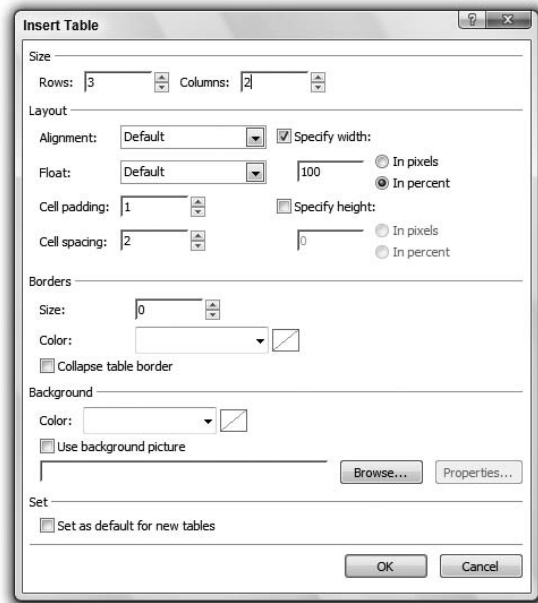 Insert Table
Size
Rows: 3 Columns: 2
Layout
Alignment: Default Specify width:
Float: Default 100 In pixels
In percent
Cell padding: 1 Specify height:
Cell spacing: 2 0 In pixels
In percent
Borders
Size: 0
Color:
Collapse table border
Background
Color:
Use background picture
Browse... Properties...
Set
Set as default for new tables
OK Cancel